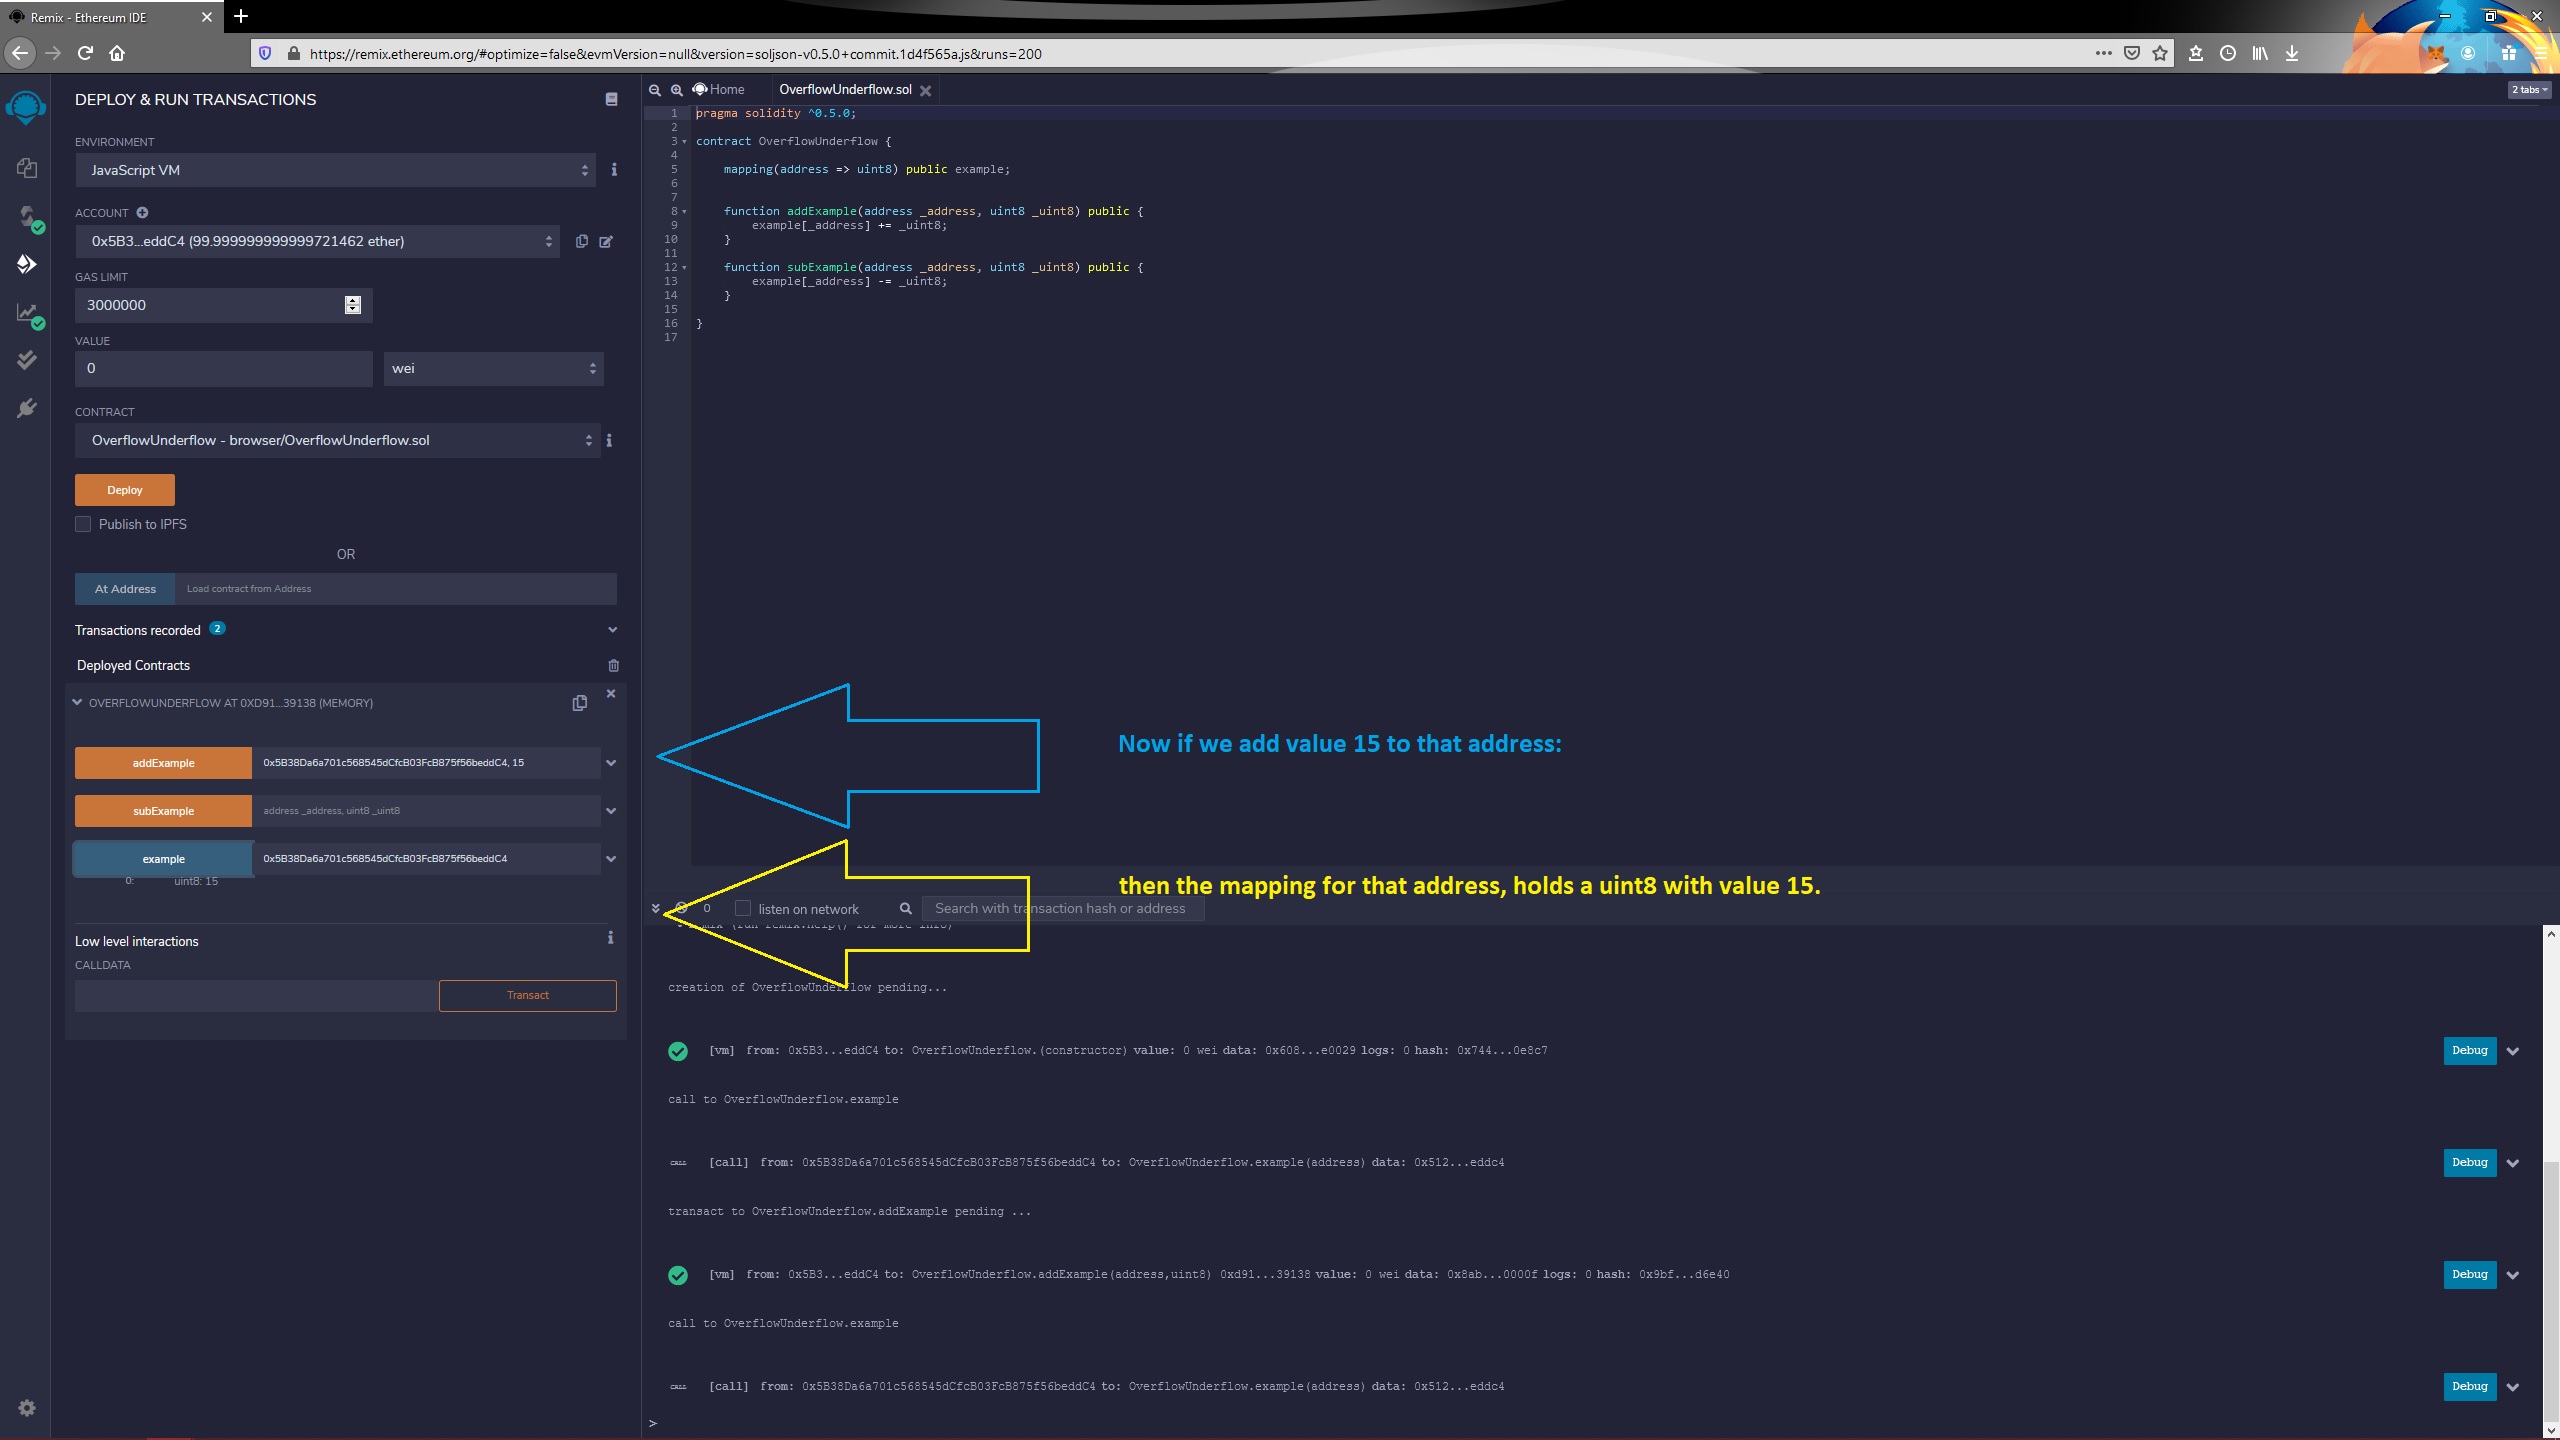 Remix - Ethereum IDE
https://remix.ethereum.org/#optimize=false&evmVersion=null&version=soljson-v0.5.0+commit.1d4f565a.js&runs=200
DEPLOY & RUN TRANSACTIONS
ENVIRONMENT
JavaScript VM
ACCOUNT
0x5B3...eddC4 (99.999999999999721462 ether)
GAS LIMIT
3000000
VALUE
0
wei
CONTRACT
OverflowUnderflow - browser/OverflowUnderflow.sol
Deploy
Publish to IPFS
OR
At Address
Load contract from Address
Transactions recorded 2
Deployed Contracts
OVERFLOWUNDERFLOW AT 0XD91...39138 (MEMORY)
addExample
0x5B38Da6a701c568545dCfcB03FcB875f56beddC4, 15
subExample
address _address, uint8 _uint8
example
0x5B38Da6a701c568545dCfcB03FcB875f56beddC4
0: uint8: 15
Low level interactions
CALLDATA
Transact
Home
OverflowUnderflow.sol
2 tabs
1 pragma solidity ^0.5.0;
2
3 contract OverflowUnderflow {
4
5 mapping(address => uint8) public example;
6
7
8 function addExample(address _address, uint8 _uint8) public {
9 example[_address] += _uint8;
10 }
11
12 function subExample(address _address, uint8 _uint8) public {
13 example[_address] -= _uint8;
14 }
15
16 }
17
Now if we add value 15 to that address:
then the mapping for that address, holds a uint8 with value 15.
0
listen on network
Search with transaction hash or address
(run remix.help() for more info)
creation of OverflowUnderflow pending...
[vm] from: 0x5B3...eddC4 to: OverflowUnderflow.(constructor) value: 0 wei data: 0x608...e0029 logs: 0 hash: 0x744...0e8c7
Debug
call to OverflowUnderflow.example
CALL [call] from: 0x5B38Da6a701c568545dCfcB03FcB875f56beddC4 to: OverflowUnderflow.example(address) data: 0x512...eddc4
Debug
transact to OverflowUnderflow.addExample pending ...
[vm] from: 0x5B3...eddC4 to: OverflowUnderflow.addExample(address,uint8) 0xd91...39138 value: 0 wei data: 0x8ab...0000f logs: 0 hash: 0x9bf...d6e40
Debug
call to OverflowUnderflow.example
CALL [call] from: 0x5B38Da6a701c568545dCfcB03FcB875f56beddC4 to: OverflowUnderflow.example(address) data: 0x512...eddc4
Debug
>